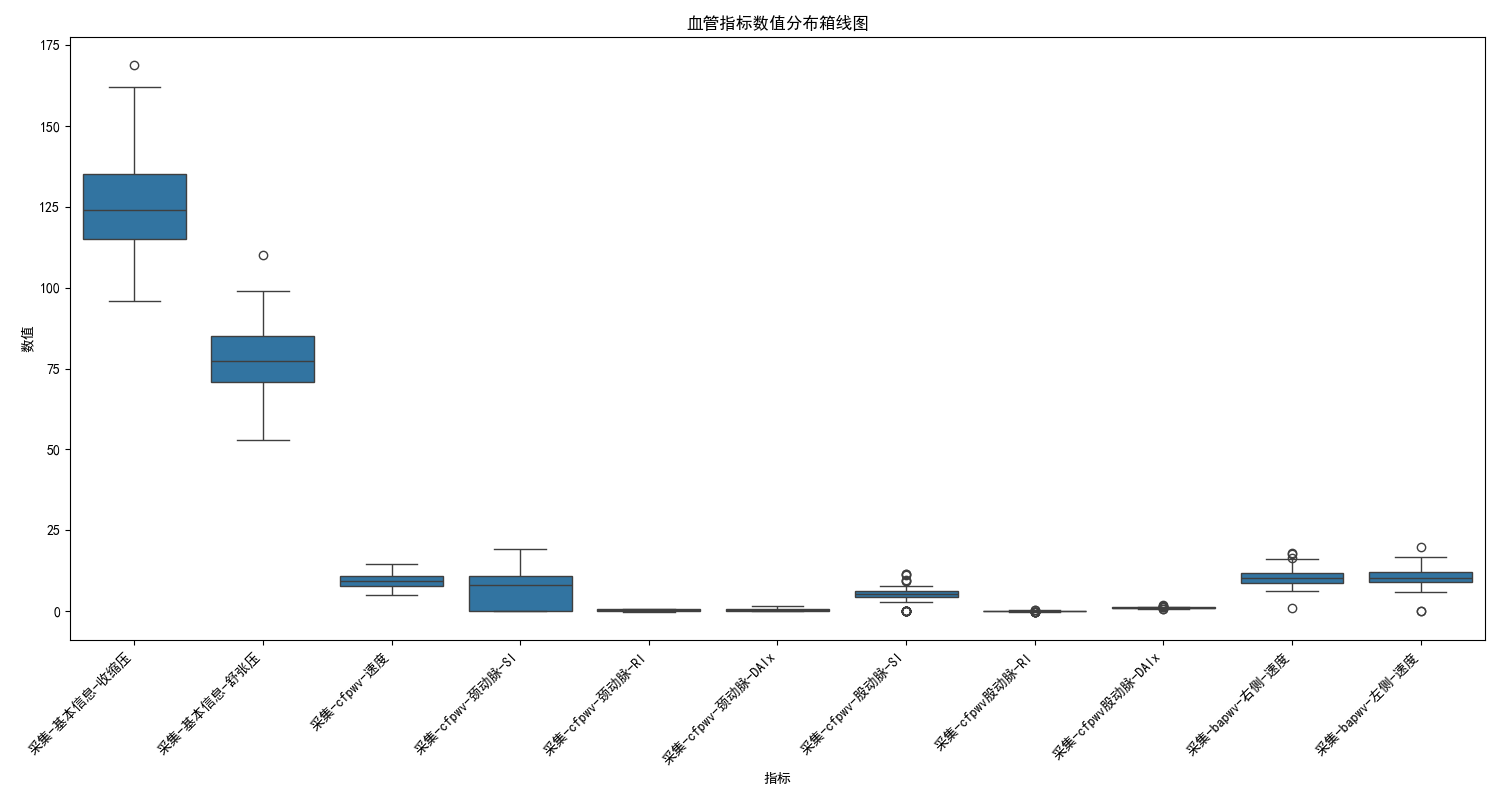 血管指标数值分布箱线图
数值
175
150
125
100
75
50
25
0
采集-基本信息-收缩压
采集-基本信息-舒张压
采集-cfpwv-速度
采集-cfpwv-颈动脉-SI
采集-cfpwv-颈动脉-RI
采集-cfpwv-颈动脉-DAIx
采集-cfpwv-股动脉-SI
采集-cfpwv股动脉-RI
采集-cfpwv股动脉-DAIx
采集-bapwv-右侧-速度
采集-bapwv-左侧-速度
指标